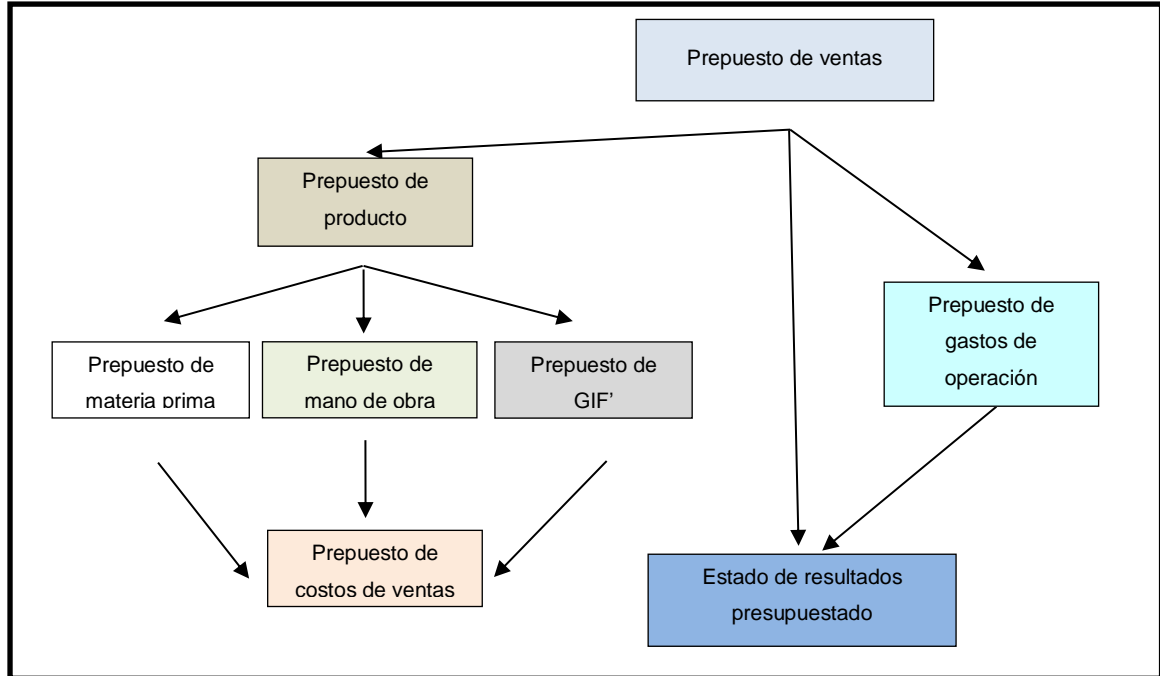 Prepuesto de ventas
Prepuesto de
producto
Prepuesto de
gastos de
operación
Prepuesto de
materia prima
Prepuesto de
mano de obra
Prepuesto de
GIF’
Prepuesto de
costos de ventas
Estado de resultados
presupuestado